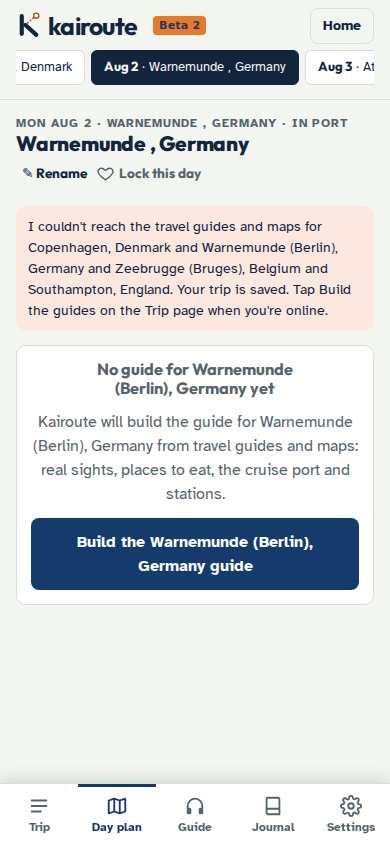 kairoute
Beta 2
Home
Denmark
Aug 2 · Warnemunde , Germany
Aug 3 · At
MON AUG 2 · WARNEMUNDE , GERMANY · IN PORT
Warnemunde , Germany
✎ Rename
Lock this day
I couldn't reach the travel guides and maps for
Copenhagen, Denmark and Warnemunde (Berlin),
Germany and Zeebrugge (Bruges), Belgium and
Southampton, England. Your trip is saved. Tap Build
the guides on the Trip page when you're online.
No guide for Warnemunde
(Berlin), Germany yet
Kairoute will build the guide for Warnemunde
(Berlin), Germany from travel guides and maps:
real sights, places to eat, the cruise port and
stations.
Build the Warnemunde (Berlin),
Germany guide
Trip
Day plan
Guide
Journal
Settings